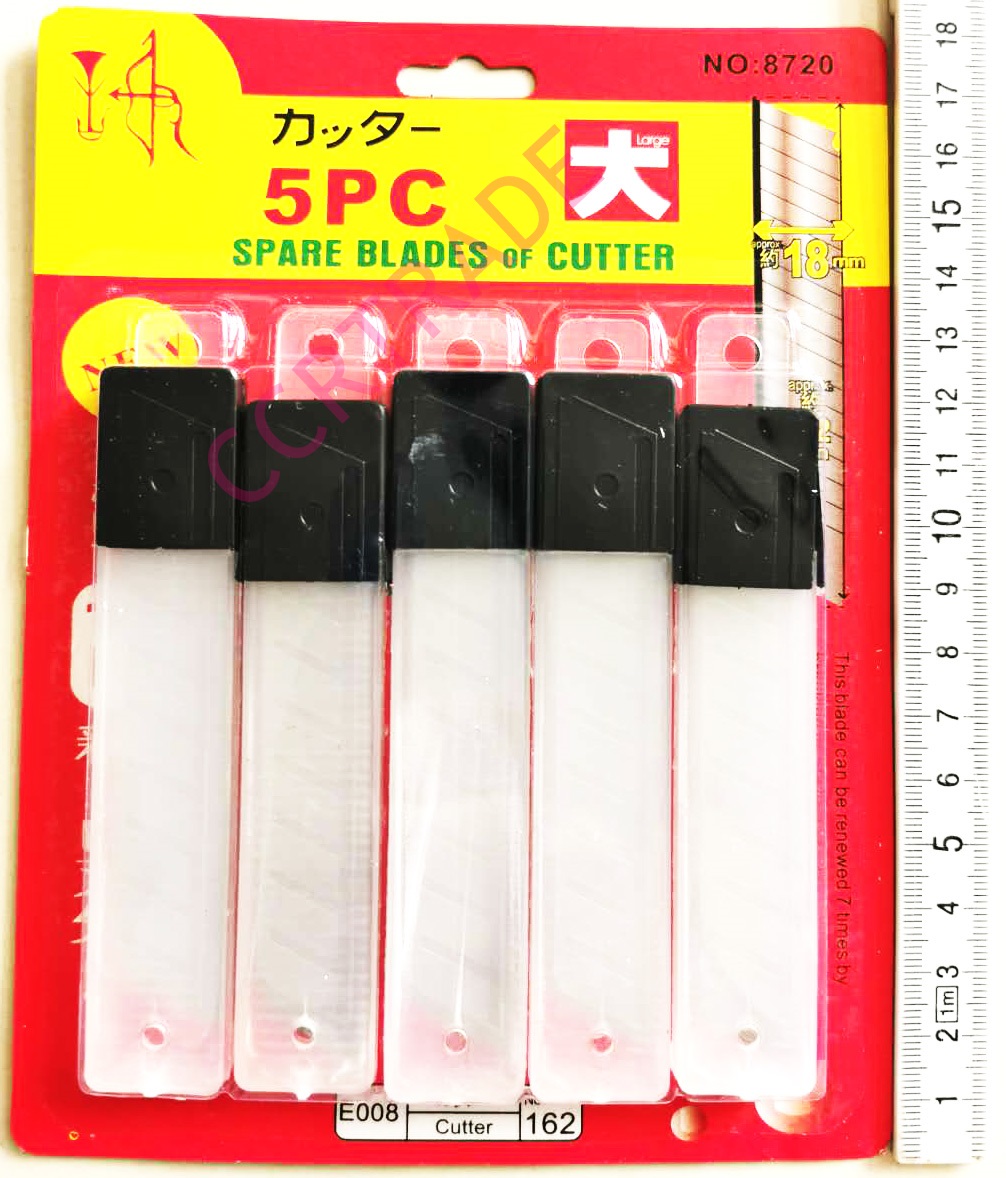 NO:8720
カッター
Large
大
5PC
SPARE BLADES OF CUTTER
approx
約18mm
NEW
approx
This blade can be renewed 7 times by
E008
Cutter
162
CCRZTRADE
18
17
16
15
14
13
12
11
10
9
8
7
6
5
4
3
1m
2
1